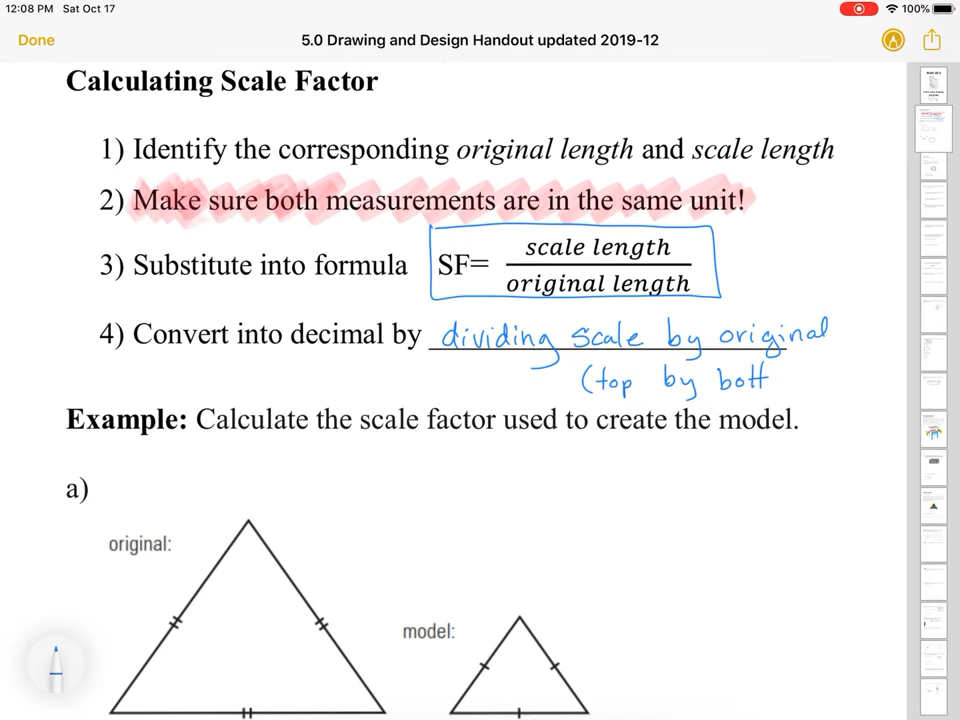 12:08 PM Sat Oct 17 100%
Done 5.0 Drawing and Design Handout updated 2019-12
Calculating Scale Factor
1) Identify the corresponding original length and scale length
2) Make sure both measurements are in the same unit!
3) Substitute into formula SF= scale length
original length
4) Convert into decimal by dividing scale by original
(top by bott
Example: Calculate the scale factor used to create the model.
a)
original:
model: